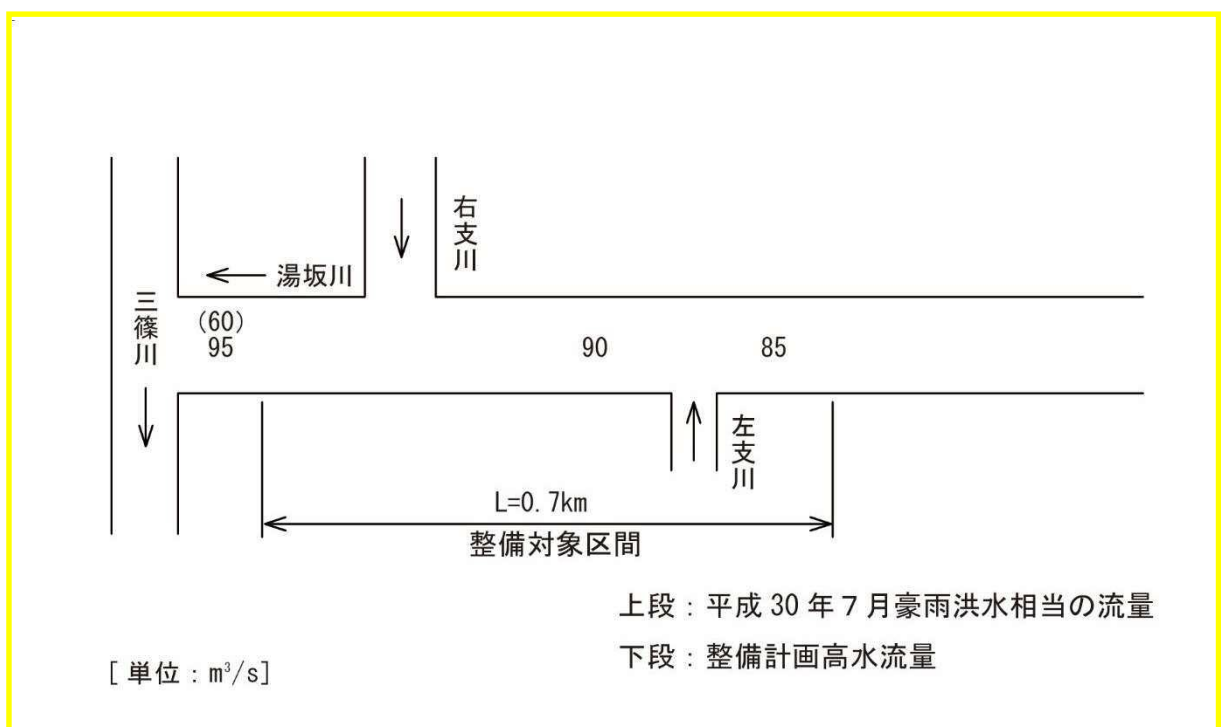 右支川
湯坂川
三篠川
(60)
95
90
85
左支川
L=0.7km
整備対象区間
上段：平成30年７月豪雨洪水相当の流量
下段：整備計画高水流量
[単位：m³/s]